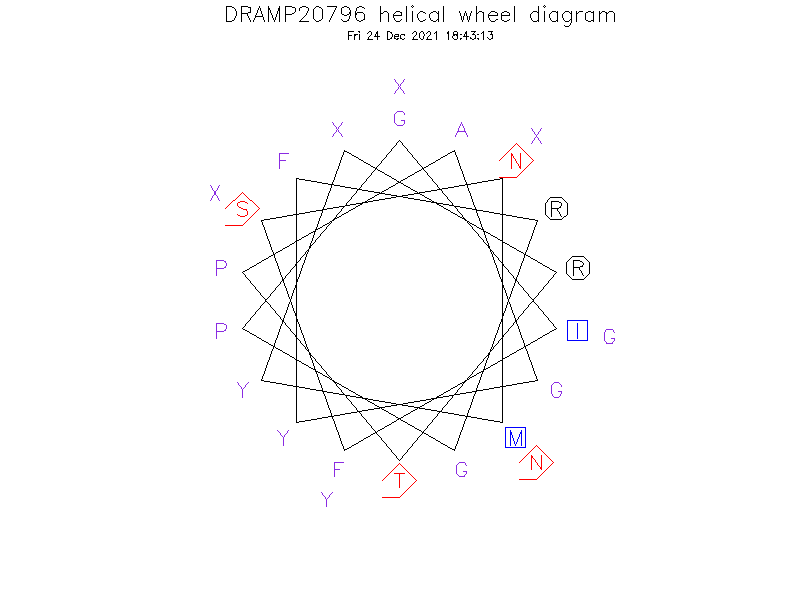 DRAMP20796 helical wheel diagram
Fri 24 Dec 2021 18:43:13
X
X G A X
F N
X S R
P R
P I G
Y G
Y M
F T G N
Y